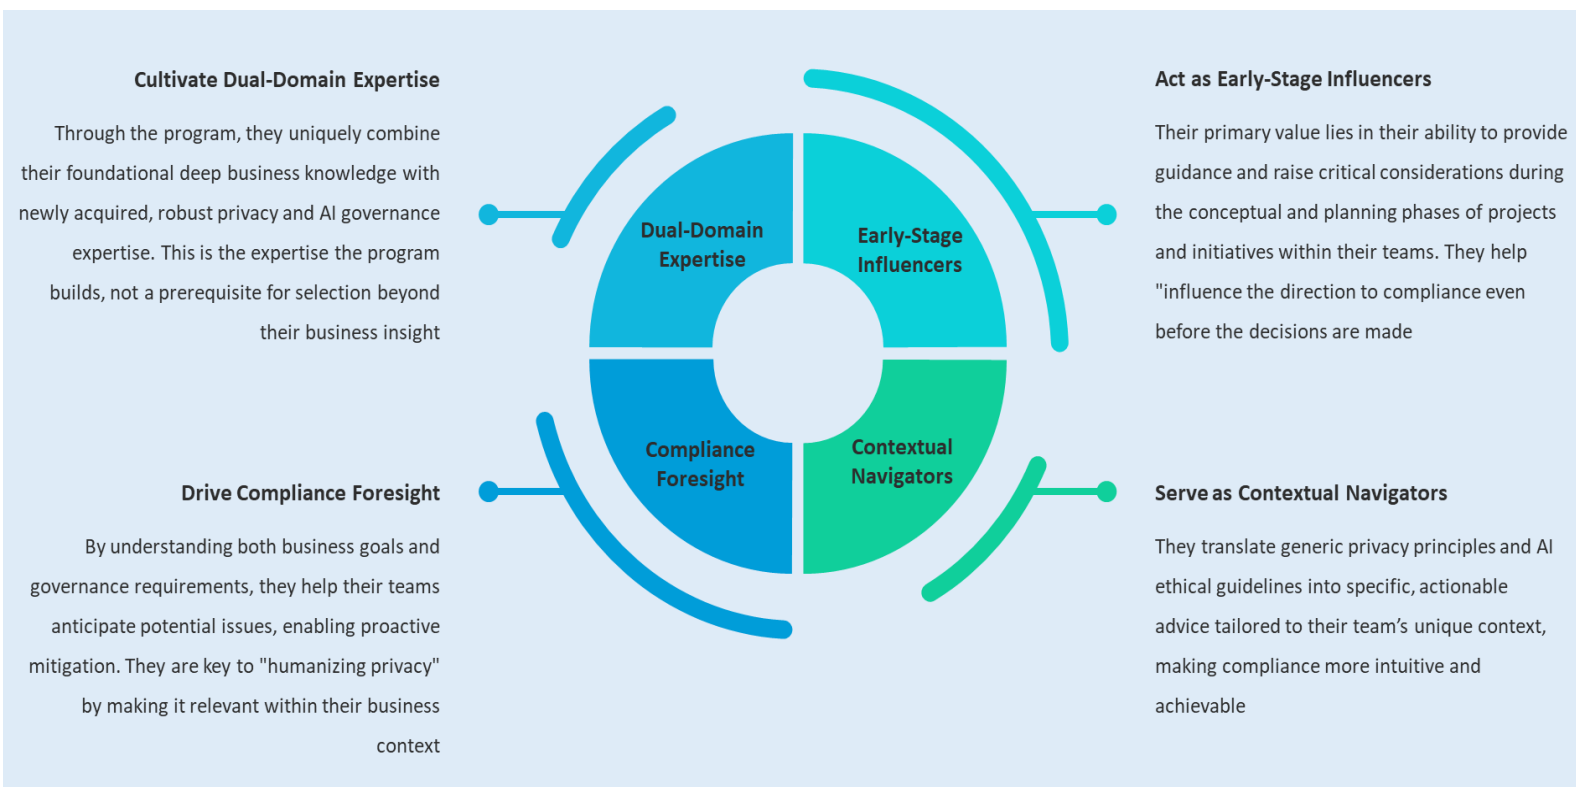 Cultivate Dual-Domain Expertise
Through the program, they uniquely combine
their foundational deep business knowledge with
newly acquired, robust privacy and AI governance
expertise. This is the expertise the program
builds, not a prerequisite for selection beyond
their business insight
Dual-Domain
Expertise
Early-Stage
Influencers
Act as Early-Stage Influencers
Their primary value lies in their ability to provide
guidance and raise critical considerations during
the conceptual and planning phases of projects
and initiatives within their teams. They help
"influence the direction to compliance even
before the decisions are made
Drive Compliance Foresight
By understanding both business goals and
governance requirements, they help their teams
anticipate potential issues, enabling proactive
mitigation. They are key to "humanizing privacy"
by making it relevant within their business
context
Compliance
Foresight
Contextual
Navigators
Serve as Contextual Navigators
They translate generic privacy principles and AI
ethical guidelines into specific, actionable
advice tailored to their team’s unique context,
making compliance more intuitive and
achievable